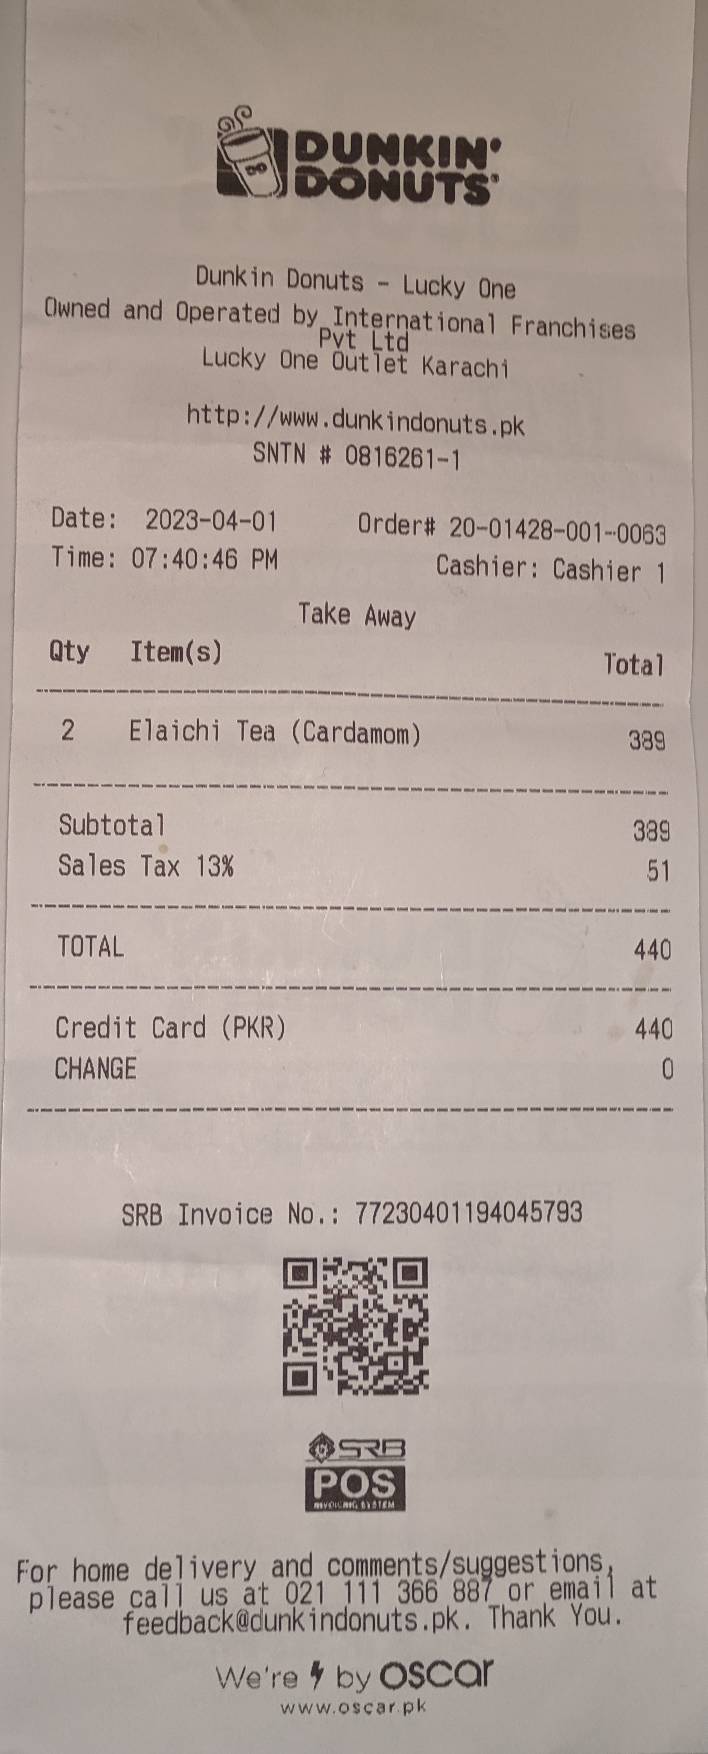 DUNKIN'
DONUTS
Dunkin Donuts - Lucky One
Owned and Operated by International Franchises
Pvt Ltd
Lucky One Outlet Karachi
http://www.dunkindonuts.pk
SNTN # 0816261-1
Date: 2023-04-01 Order# 20-01428-001-0063
Time: 07:40:46 PM Cashier: Cashier 1
Take Away
Qty Item(s) Total
2 Elaichi Tea (Cardamom) 389
Subtotal 389
Sales Tax 13% 51
TOTAL 440
Credit Card (PKR) 440
CHANGE 0
SRB Invoice No.: 77230401194045793
SRB
POS
INVOICING SYSTEM
For home delivery and comments/suggestions,
please call us at 021 111 366 887 or email at
feedback@dunkindonuts.pk. Thank You.
We're by oscar
www.oscar.pk